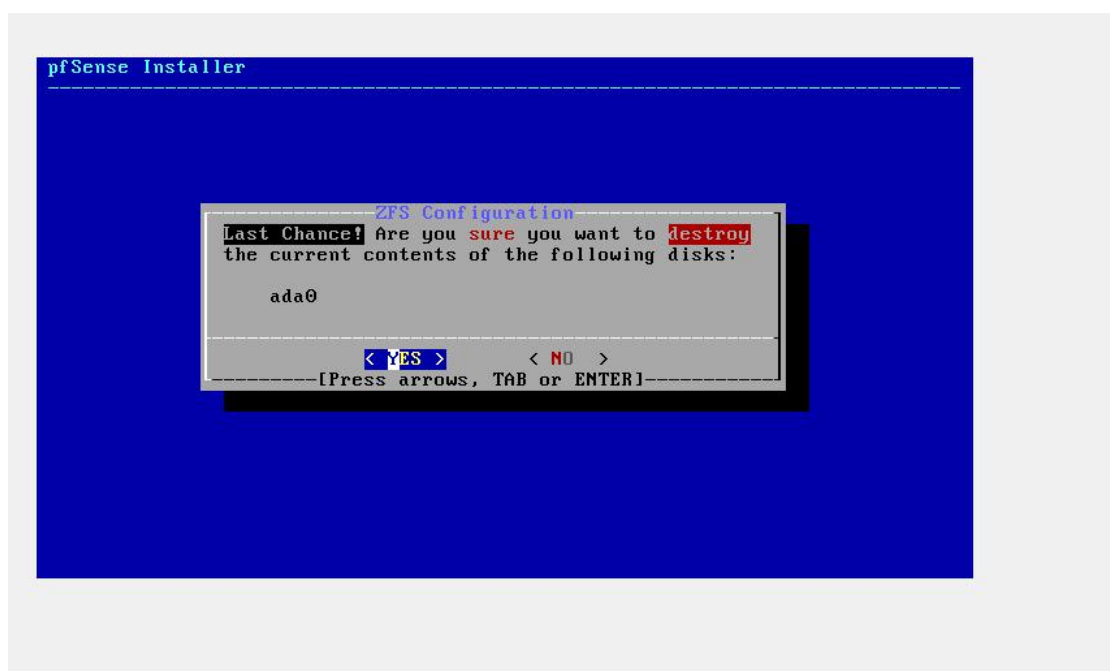 pfSense Installer
ZFS Configuration
Last Chance! Are you sure you want to destroy
the current contents of the following disks:
ada0
< YES > < NO >
[Press arrows, TAB or ENTER]